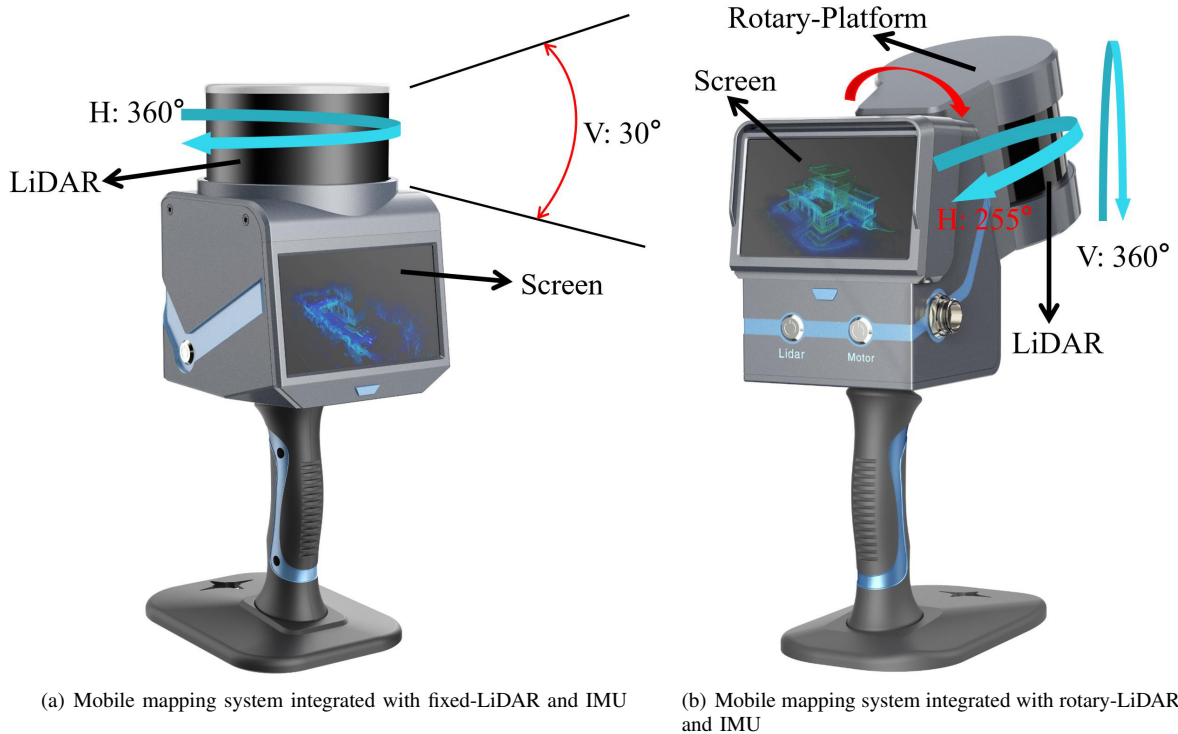 H: 360°
LiDAR
V: 30°
Screen
Rotary-Platform
Screen
H: 255°
V: 360°
LiDAR
Lidar
Motor
(a) Mobile mapping system integrated with fixed-LiDAR and IMU
(b) Mobile mapping system integrated with rotary-LiDAR
and IMU